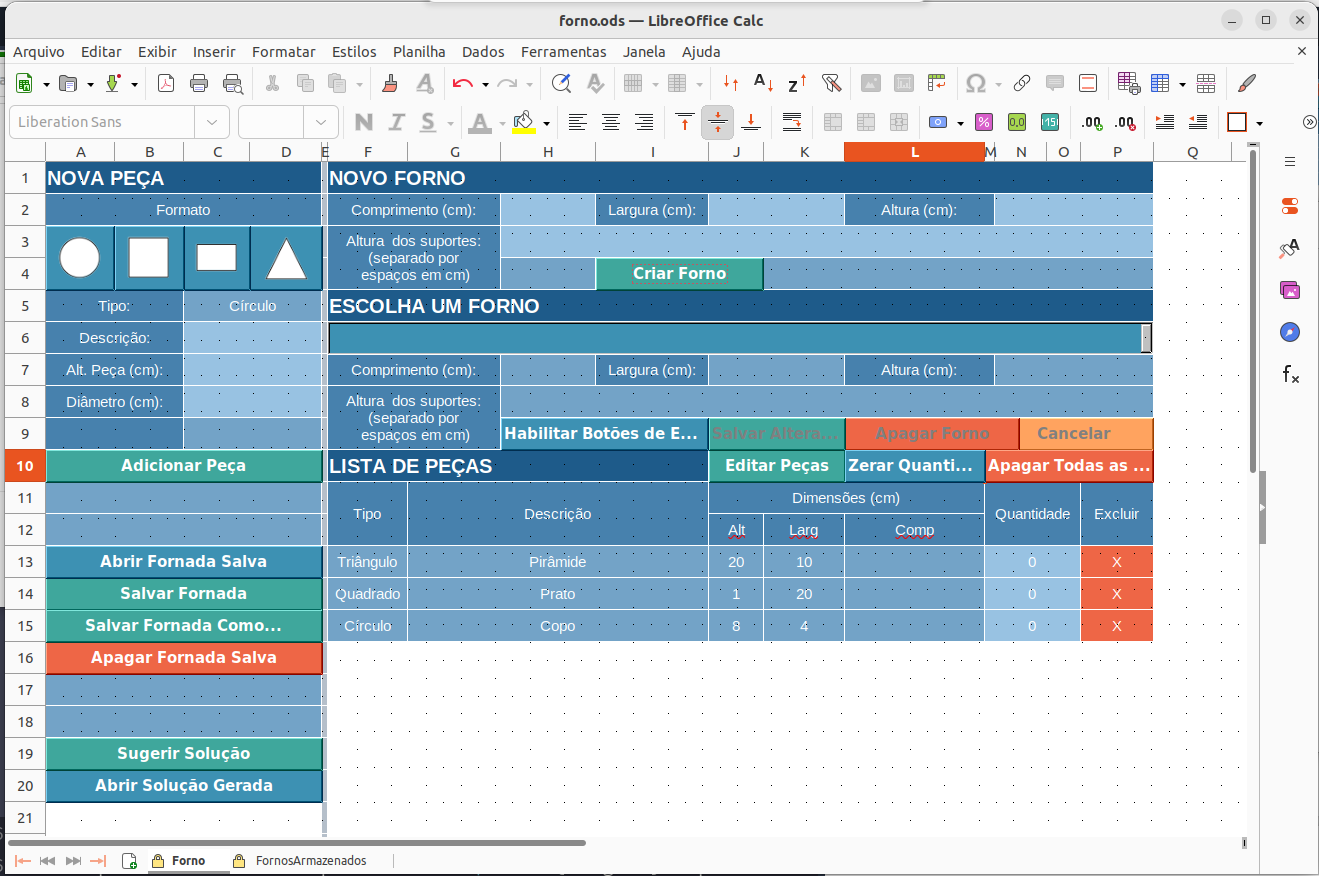 forno.ods — LibreOffice Calc
Arquivo Editar Exibir Inserir Formatar Estilos Planilha Dados Ferramentas Janela Ajuda
Liberation Sans
A B C D E F G H I J K L M N O P Q
1 NOVA PEÇA NOVO FORNO
2 Formato Comprimento (cm): Largura (cm): Altura (cm):
3 Altura dos suportes:
(separado por
4 espaços em cm) Criar Forno
5 Tipo: Círculo ESCOLHA UM FORNO
6 Descrição:
7 Alt. Peça (cm): Comprimento (cm): Largura (cm): Altura (cm):
8 Diâmetro (cm): Altura dos suportes:
(separado por
9 espaços em cm) Habilitar Botões de E... Salvar Altera... Apagar Forno Cancelar
10 Adicionar Peça LISTA DE PEÇAS Editar Peças Zerar Quanti... Apagar Todas as ...
11 Dimensões (cm)
Tipo Descrição Quantidade Excluir
12 Alt Larg Comp
13 Abrir Fornada Salva Triângulo Pirâmide 20 10 0 X
14 Salvar Fornada Quadrado Prato 1 20 0 X
15 Salvar Fornada Como... Círculo Copo 8 4 0 X
16 Apagar Fornada Salva
17
18
19 Sugerir Solução
20 Abrir Solução Gerada
21
Forno FornosArmazenados